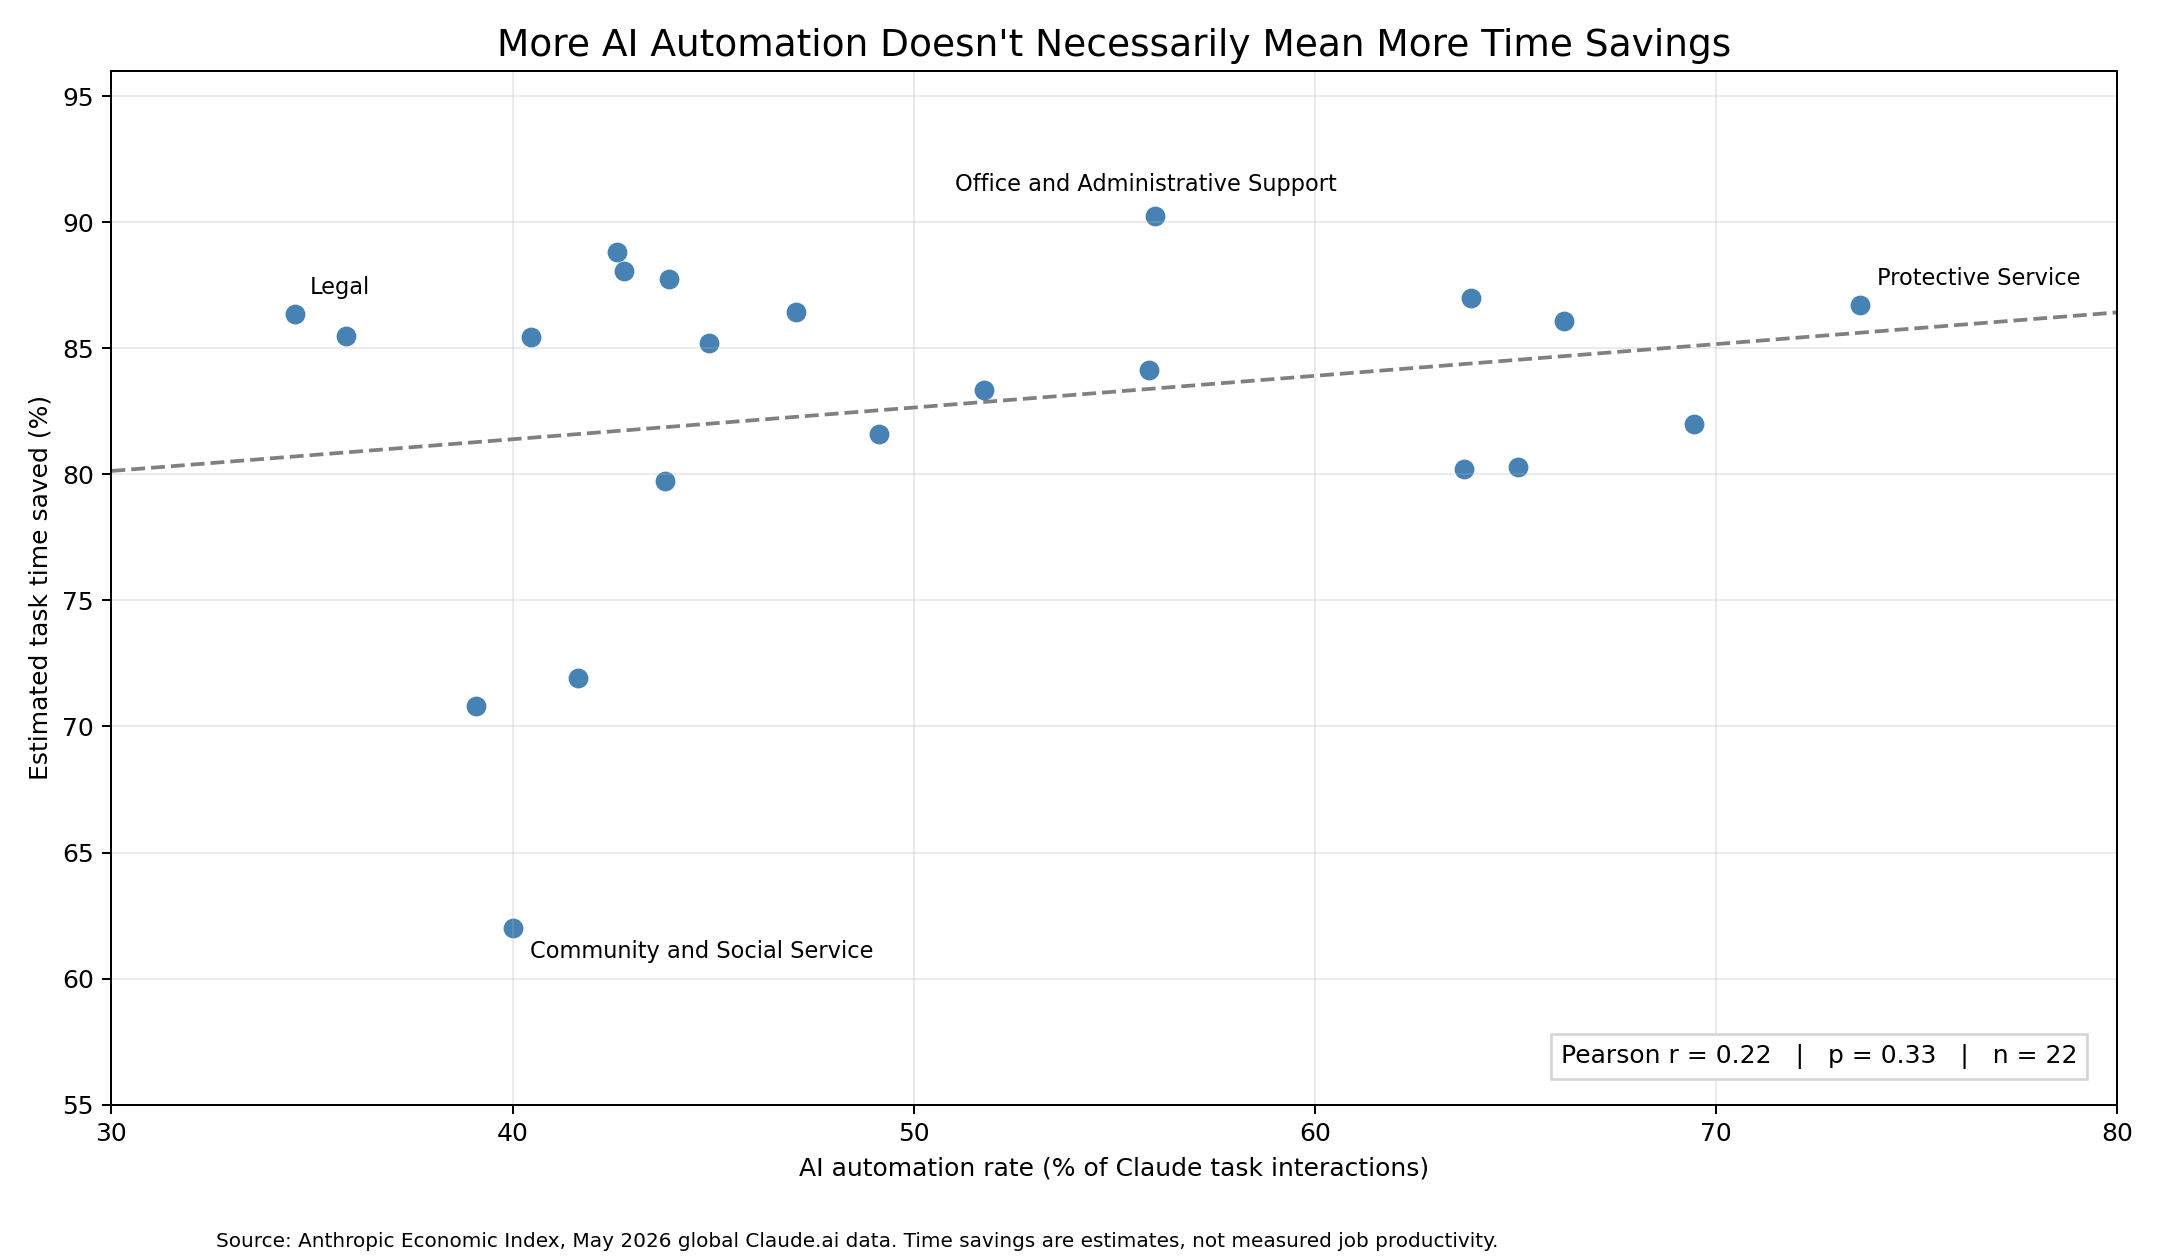 More AI Automation Doesn't Necessarily Mean More Time Savings
95
90
85
80
75
70
65
60
55
Estimated task time saved (%)
Office and Administrative Support
Legal
Protective Service
Community and Social Service
Pearson r = 0.22 | p = 0.33 | n = 22
30 40 50 60 70 80
AI automation rate (% of Claude task interactions)
Source: Anthropic Economic Index, May 2026 global Claude.ai data. Time savings are estimates, not measured job productivity.